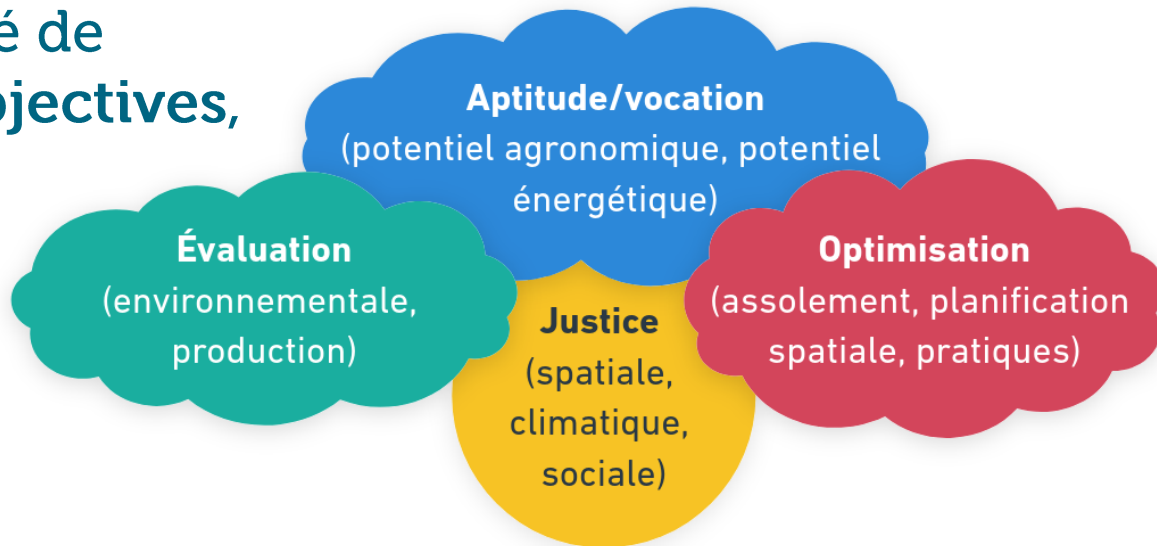 é de
bjectives,
Aptitude/vocation
(potentiel agronomique, potentiel
énergétique)
Évaluation
(environnementale,
production)
Optimisation
(assolement, planification
spatiale, pratiques)
Justice
(spatiale,
climatique,
sociale)